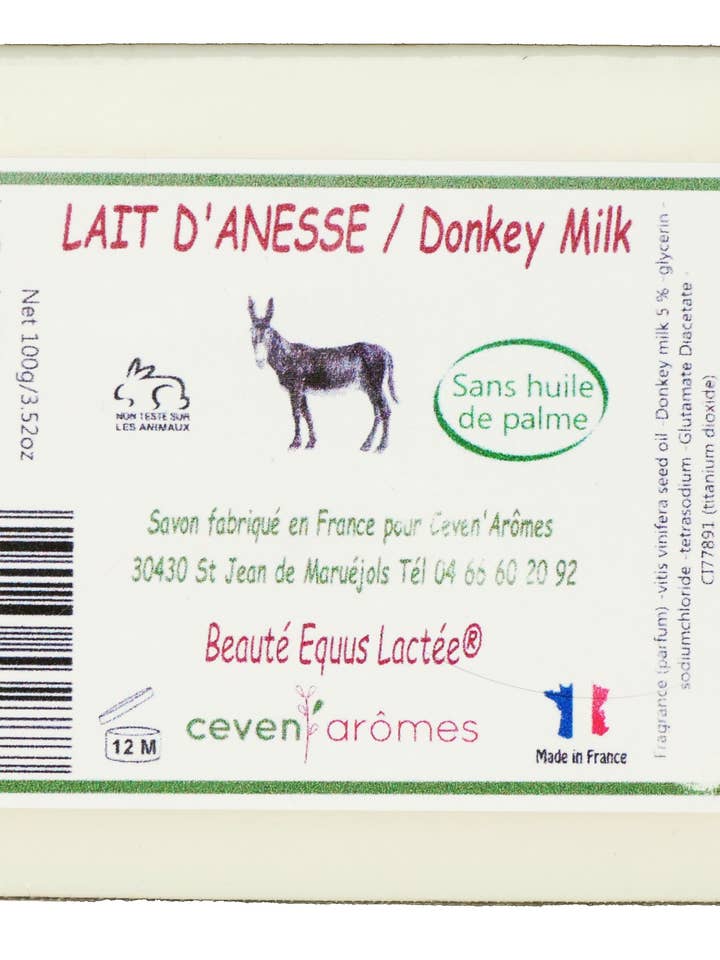 LAIT D'ANESSE / Donkey Milk
Net 100g/3.52oz
NON TESTE SUR
LES ANIMAUX
Sans huile
de palme
Savon fabriqué en France pour Ceven'Arômes
30430 St Jean de Maruéjols Tél 04 66 60 20 92
Beauté Equus Lactée®
12 M
ceven'arômes
Made in France
Fragrance (parfum) -vitis vinifera seed oil -Donkey milk 5 % -glycerin -
sodiumchloride -tetrasodium -Glutamate Diacetate -
CI77891 (titanium dioxide)